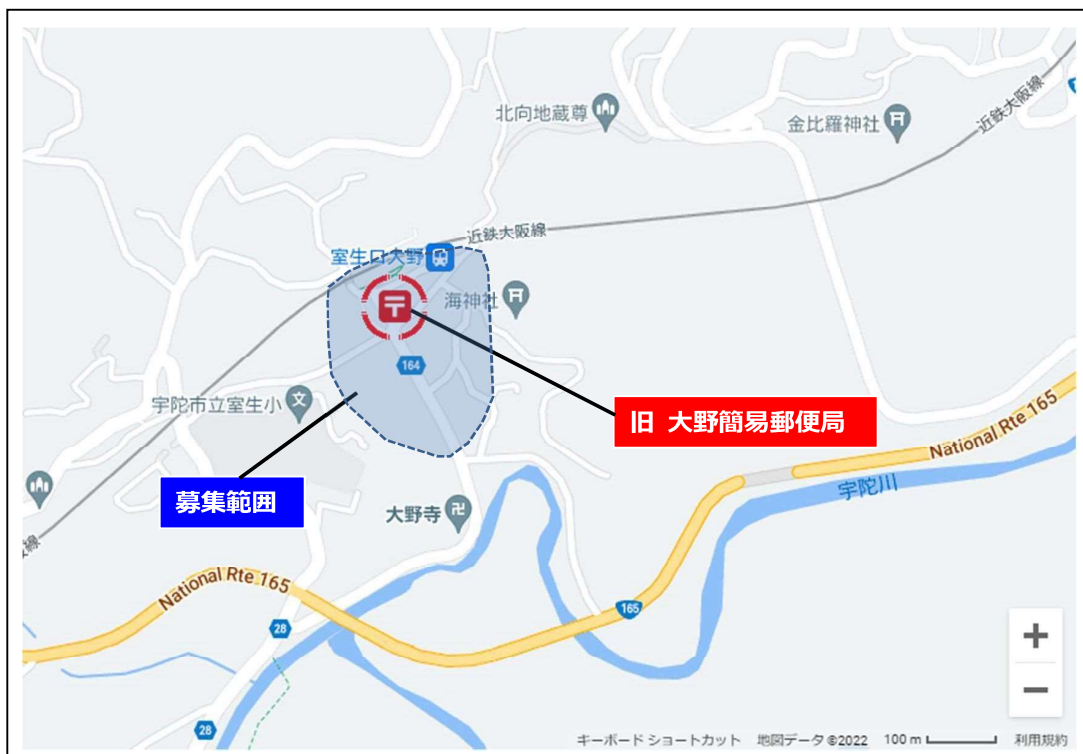 北向地蔵尊
金比羅神社
近鉄大阪線
近鉄大阪線
室生口大野
〒
海神社
164
宇陀市立室生小
文
旧 大野簡易郵便局
National Rte 165
募集範囲
宇陀川
大野寺
線
National Rte 165
165
28
28
+
−
キーボード ショートカット 地図データ ©2022 100 m 利用規約